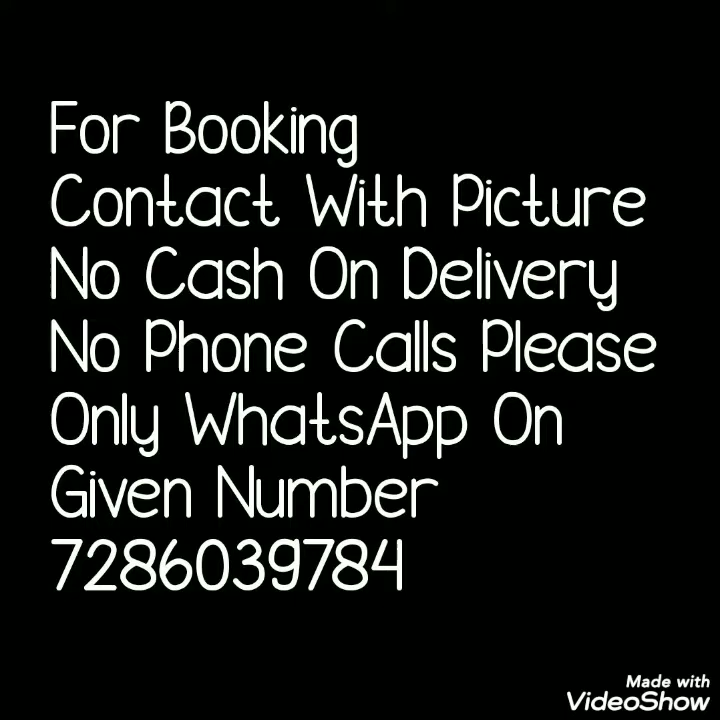 For Booking
Contact With Picture
No Cash On Delivery
No Phone Calls Please
Only WhatsApp On
Given Number
7286039784
Made with
VideoShow